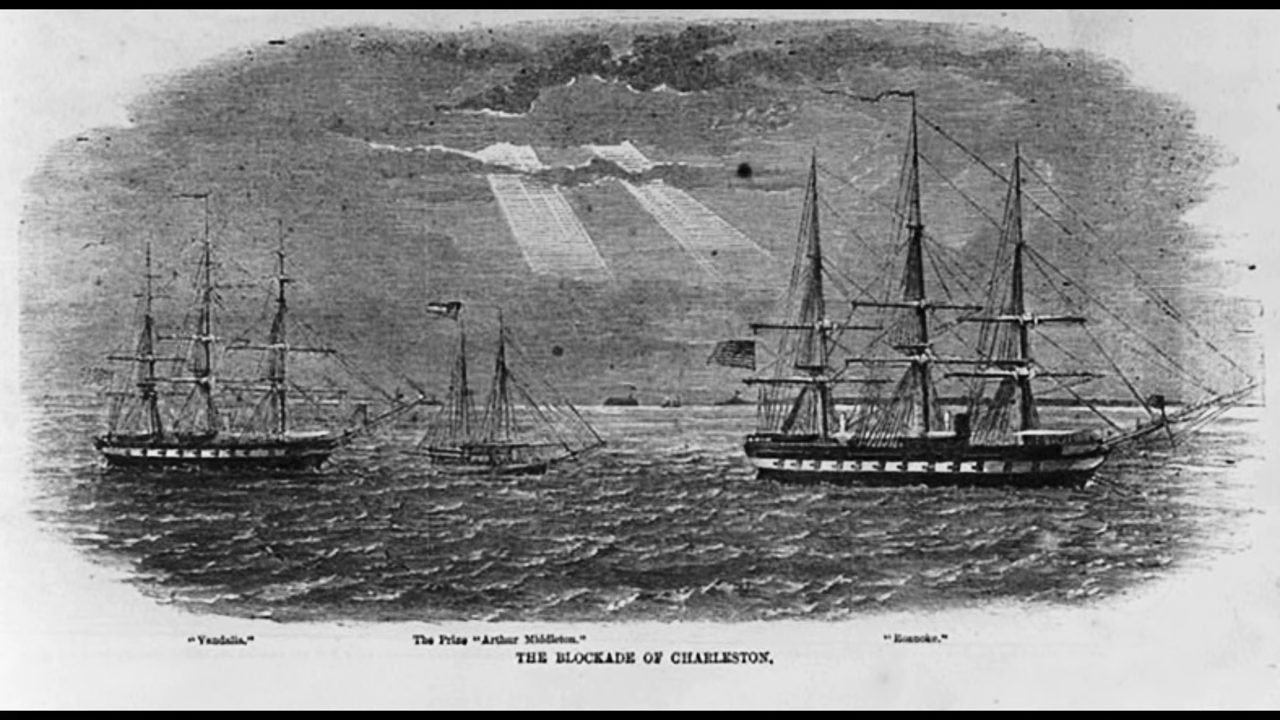 "Vandalia." The Prize "Arthur Middleton." "Roanoke."
THE BLOCKADE OF CHARLESTON.